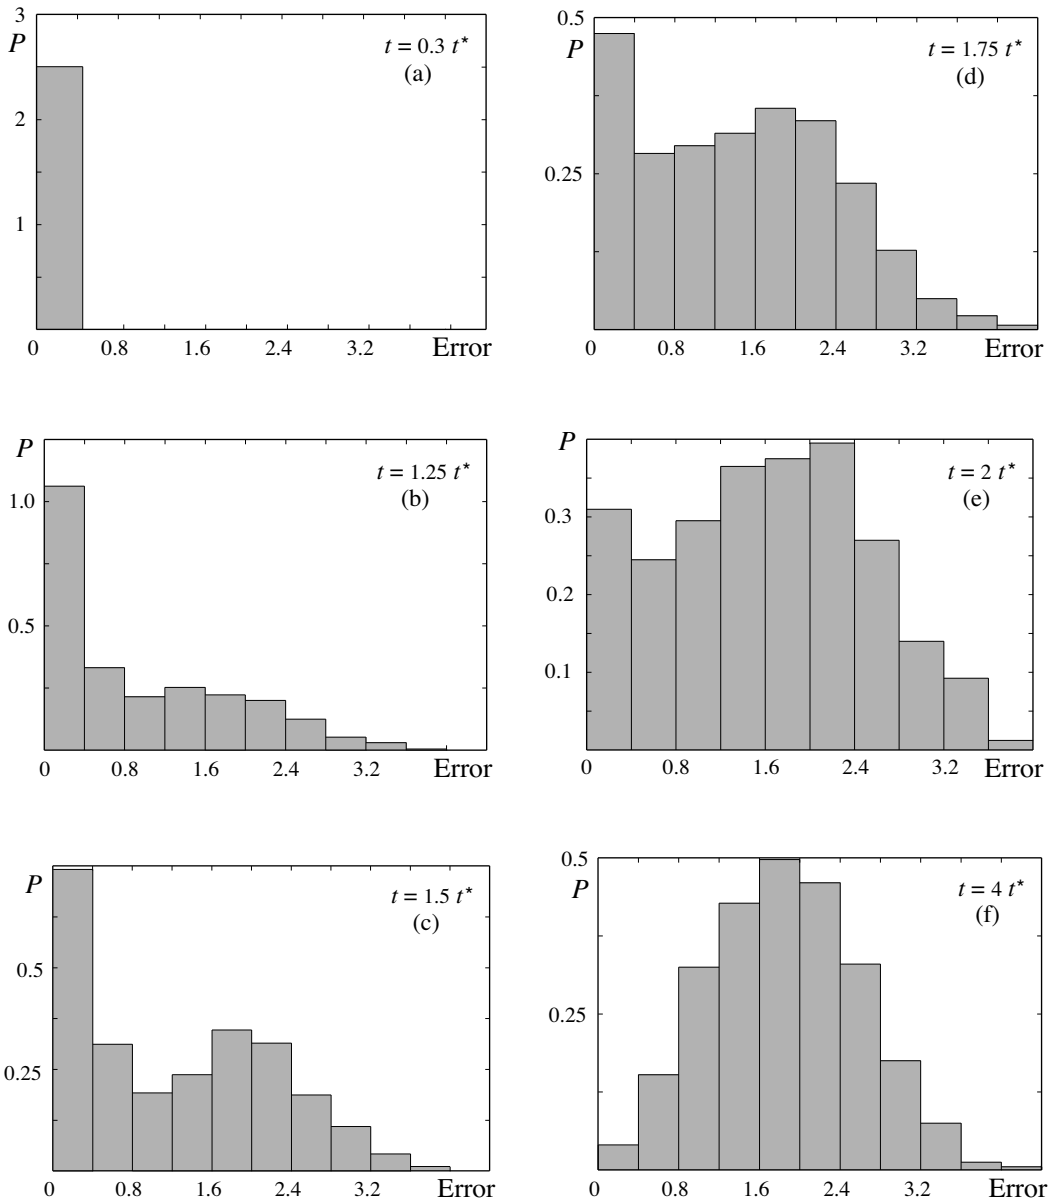 3
P
t = 0.3 t*
(a)
2
1
0 0.8 1.6 2.4 3.2 Error
P
t = 1.25 t*
(b)
1.0
0.5
0 0.8 1.6 2.4 3.2 Error
P
t = 1.5 t*
(c)
0.5
0.25
0 0.8 1.6 2.4 3.2 Error
0.5
P
t = 1.75 t*
(d)
0.25
0 0.8 1.6 2.4 3.2 Error
P
t = 2 t*
(e)
0.3
0.2
0.1
0 0.8 1.6 2.4 3.2 Error
0.5
P
t = 4 t*
(f)
0.25
0 0.8 1.6 2.4 3.2 Error